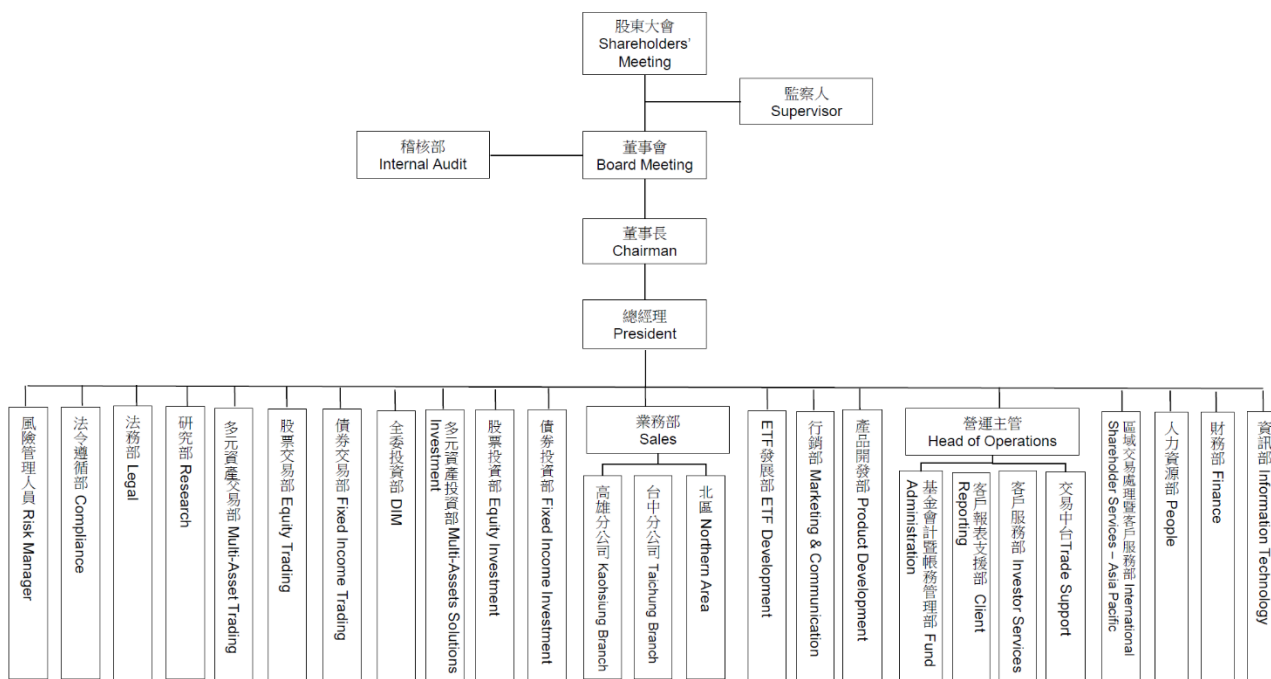 股東大會
Shareholders'
Meeting
監察人
Supervisor
稽核部
Internal Audit
董事會
Board Meeting
董事長
Chairman
總經理
President
風險管理人員 Risk Manager
法令遵循部 Compliance
法務部 Legal
研究部 Research
多元資產交易部 Multi-Asset Trading
股票交易部 Equity Trading
債券交易部 Fixed Income Trading
全委投資部 DIM
多元資產投資部 Multi-Assets Solutions
Investment
股票投資部 Equity Investment
債券投資部 Fixed Income Investment
業務部
Sales
高雄分公司 Kaohsiung Branch
台中分公司 Taichung Branch
北區 Northern Area
ETF發展部 ETF Development
行銷部 Marketing & Communication
產品開發部 Product Development
營運主管
Head of Operations
基金會計暨帳務管理部 Fund
Administration
客戶報表支援部 Client
Reporting
客戶服務部 Investor Services
交易中台 Trade Support
區域交易處理暨客戶服務部 International
Shareholder Services – Asia Pacific
人力資源部 People
財務部 Finance
資訊部 Information Technology